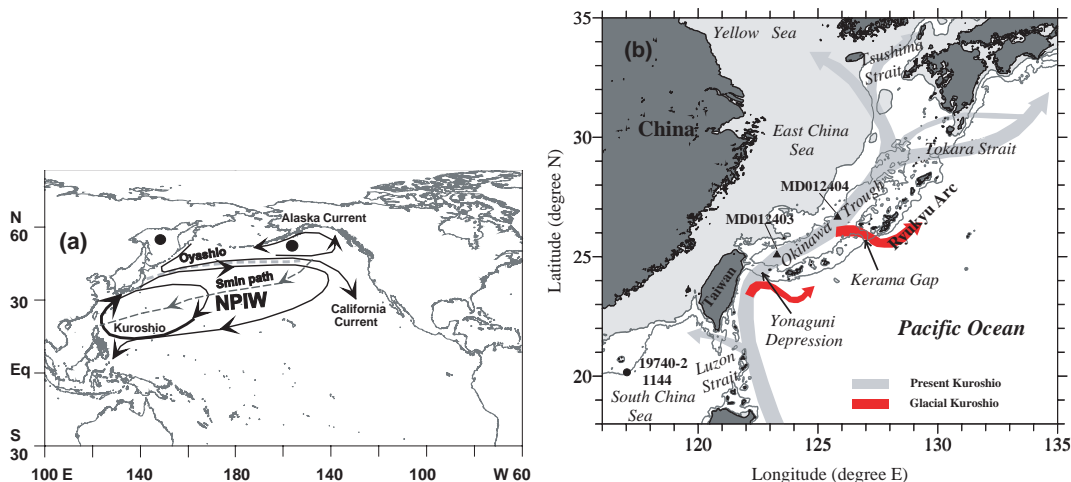 (a)
N
60
30
Eq
S
30
100 E
140
180
140
100
W 60
Alaska Current
Oyashio
Smln path
NPIW
Kuroshio
California
Current
(b)
Latitude (degree N)
35
30
25
20
120
125
130
135
Longitude (degree E)
Yellow Sea
Tsushima
Strait
China
East China
Sea
Tokara Strait
MD012404
MD012403
Okinawa Trough
Ryukyu Arc
Kerama Gap
Taiwan
Yonaguni
Depression
Pacific Ocean
Luzon
Strait
19740-2
1144
South China
Sea
Present Kuroshio
Glacial Kuroshio